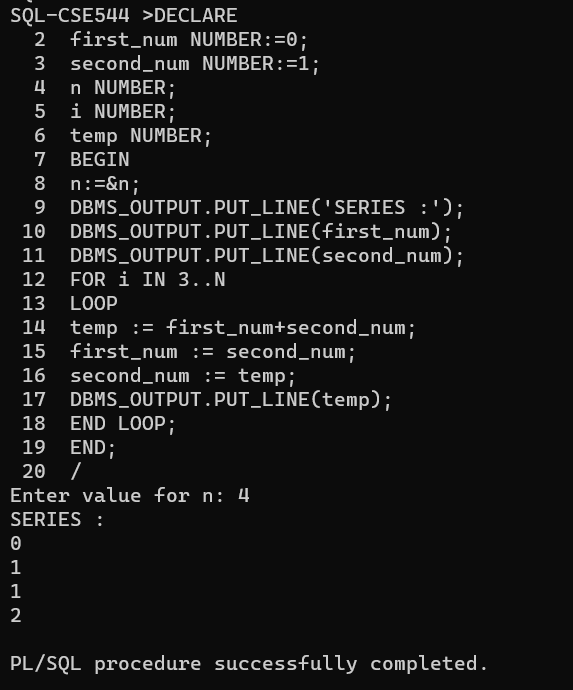 SQL-CSE544 >DECLARE
  2  first_num NUMBER:=0;
  3  second_num NUMBER:=1;
  4  n NUMBER;
  5  i NUMBER;
  6  temp NUMBER;
  7  BEGIN
  8  n:=&n;
  9  DBMS_OUTPUT.PUT_LINE('SERIES :');
 10  DBMS_OUTPUT.PUT_LINE(first_num);
 11  DBMS_OUTPUT.PUT_LINE(second_num);
 12  FOR i IN 3..N
 13  LOOP
 14  temp := first_num+second_num;
 15  first_num := second_num;
 16  second_num := temp;
 17  DBMS_OUTPUT.PUT_LINE(temp);
 18  END LOOP;
 19  END;
 20  /
Enter value for n: 4
SERIES :
0
1
1
2
PL/SQL procedure successfully completed.